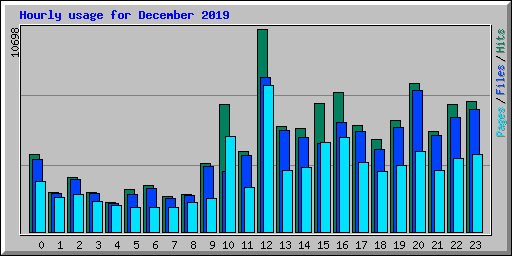 Hourly usage for December 2019
10698
Pages/Files/Hits
0 1 2 3 4 5 6 7 8 9 10 11 12 13 14 15 16 17 18 19 20 21 22 23